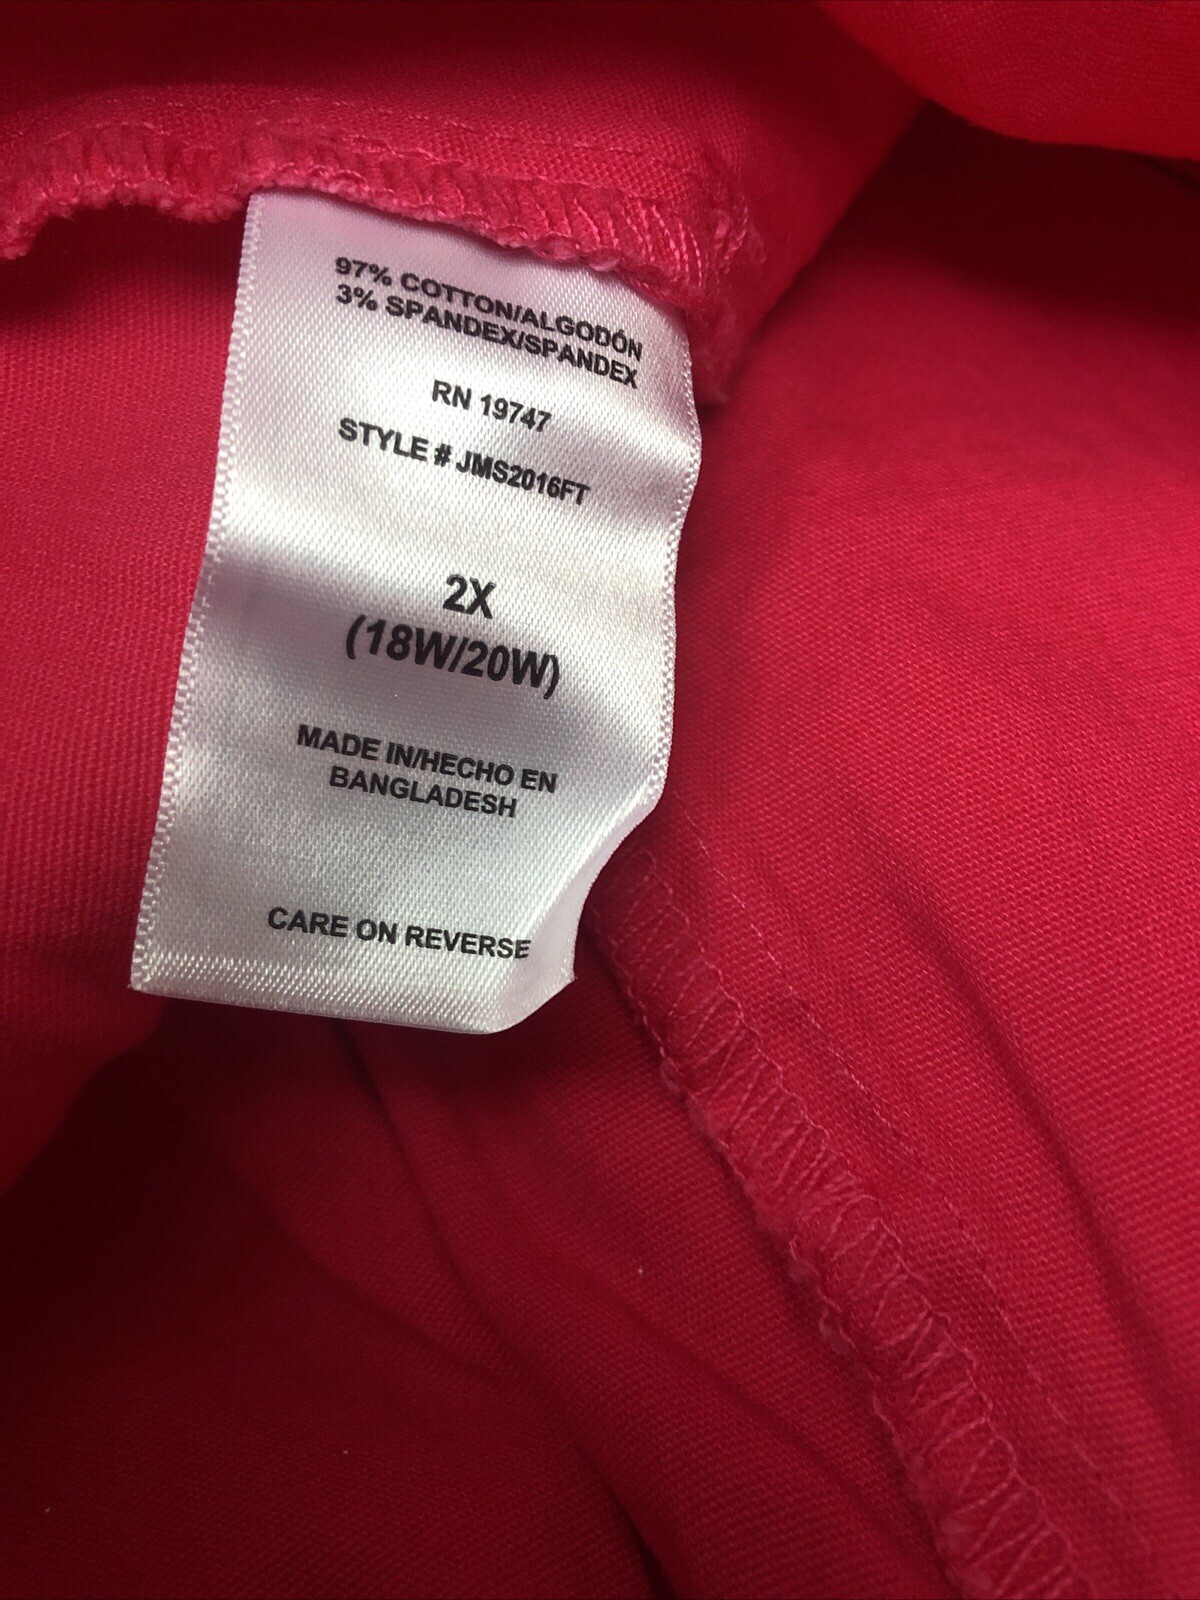 97% COTTON/ALGODÓN
3% SPANDEX/SPANDEX
RN 19747
STYLE # JMS2016FT
2X
(18W/20W)
MADE IN/HECHO EN
BANGLADESH
CARE ON REVERSE